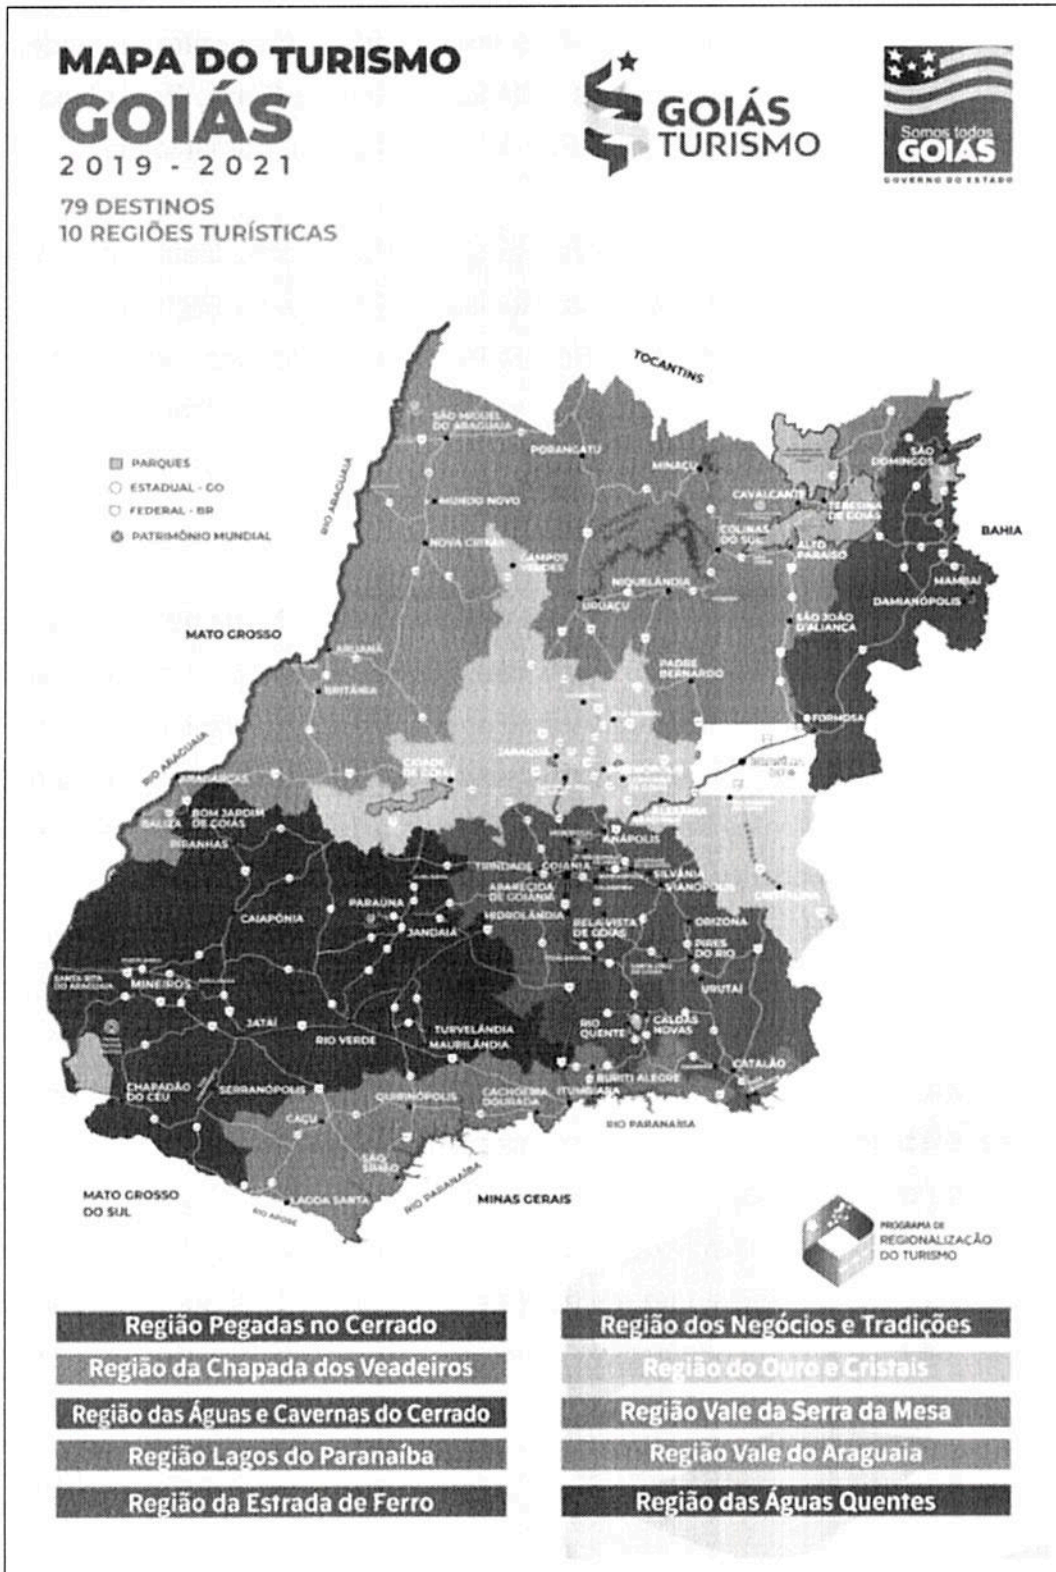 MAPA DO TURISMO
GOIÁS
2019 - 2021
79 DESTINOS
10 REGIÕES TURÍSTICAS
GOIÁS
TURISMO
Somos todos
GOIÁS
GOVERNO DO ESTADO
PARQUES
ESTADUAL - GO
FEDERAL - BR
PATRIMÔNIO MUNDIAL
TOCANTINS
BAHIA
MATO GROSSO
RIO ARAGUAIA
RIO ARAGUAIA
SÃO MIGUEL
DO ARAGUAIA
PORANGATU
MINAÇU
SÃO
DOMINGOS
CAVALCANTE
TERESINA
DE GOIÁS
MUNDO NOVO
COLINAS
DO SUL
ALTO
PARAÍSO
NOVA CRIXÁS
CAMPOS
VERDES
NIQUELÂNDIA
URUAÇU
MAMBAÍ
DAMIANÓPOLIS
SÃO JOÃO
D'ALIANÇA
ARUANÃ
BRITÂNIA
PADRE
BERNARDO
FORMOSA
JARAGUÁ
CIDADE
DE GOIÁS
ARAGARÇAS
BOM JARDIM
DE GOIÁS
BALIZA
PIRANHAS
ANÁPOLIS
CRISTALINA
TRINDADE
GOIÂNIA
SILVÂNIA
VIANÓPOLIS
APARECIDA
DE GOIÂNIA
HIDROLÂNDIA
PARAÚNA
JANDAIA
CAIAPÔNIA
BELA VISTA
DE GOIÁS
ORIZONA
PIRES
DO RIO
URUTAÍ
SANTA RITA
DO ARAGUAIA
MINEIROS
JATAÍ
RIO VERDE
TURVELÂNDIA
MAURILÂNDIA
RIO
QUENTE
CALDAS
NOVAS
CATALÃO
BURITI ALEGRE
ITUMBIARA
CACHOEIRA
DOURADA
QUIRINÓPOLIS
CHAPADÃO
DO CÉU
SERRANÓPOLIS
CAÇU
SÃO
SIMÃO
LAGOA SANTA
RIO APORÉ
RIO PARANAÍBA
RIO PARANAÍBA
MATO GROSSO
DO SUL
MINAS GERAIS
PROGRAMA DE
REGIONALIZAÇÃO
DO TURISMO
Região Pegadas no Cerrado
Região da Chapada dos Veadeiros
Região das Águas e Cavernas do Cerrado
Região Lagos do Paranaíba
Região da Estrada de Ferro
Região dos Negócios e Tradições
Região do Ouro e Cristais
Região Vale da Serra da Mesa
Região Vale do Araguaia
Região das Águas Quentes